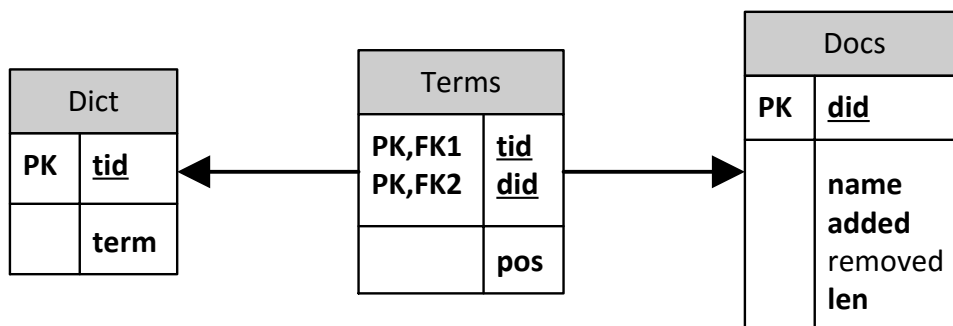 Dict
PK tid
term
Terms
PK,FK1 tid
PK,FK2 did
pos
Docs
PK did
name
added
removed
len